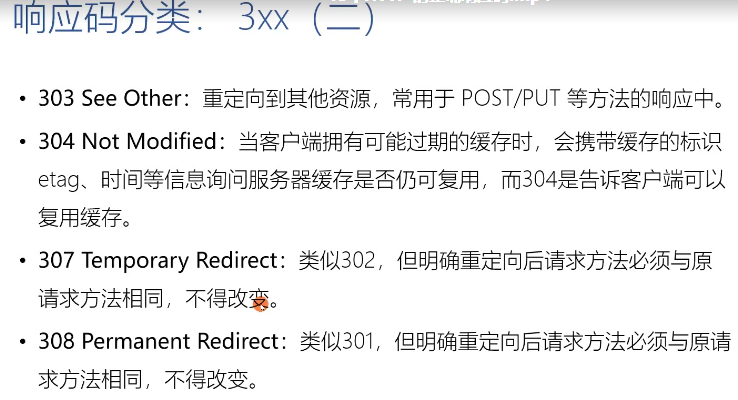 响应码分类： 3xx（二）
• 303 See Other：重定向到其他资源，常用于 POST/PUT 等方法的响应中。
• 304 Not Modified：当客户端拥有可能过期的缓存时，会携带缓存的标识
etag、时间等信息询问服务器缓存是否仍可复用，而304是告诉客户端可以
复用缓存。
• 307 Temporary Redirect：类似302，但明确重定向后请求方法必须与原
请求方法相同，不得改变。
• 308 Permanent Redirect：类似301，但明确重定向后请求方法必须与原请
求方法相同，不得改变。